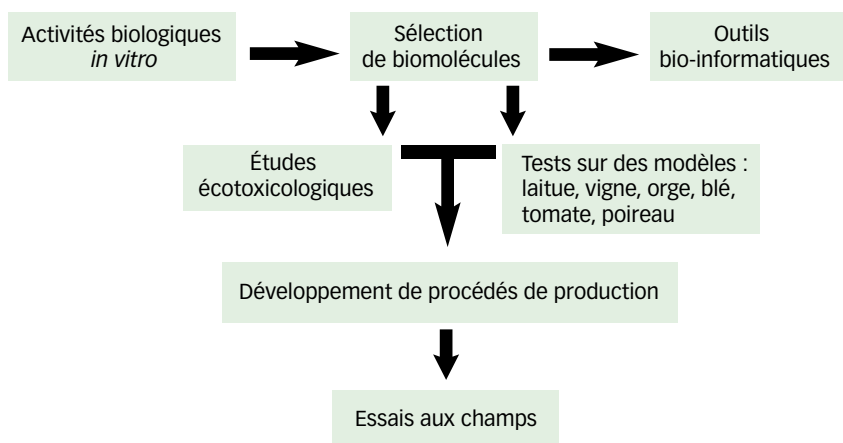 Activités biologiques
in vitro
Sélection
de biomolécules
Outils
bio-informatiques
Études
écotoxicologiques
Tests sur des modèles :
laitue, vigne, orge, blé,
tomate, poireau
Développement de procédés de production
Essais aux champs